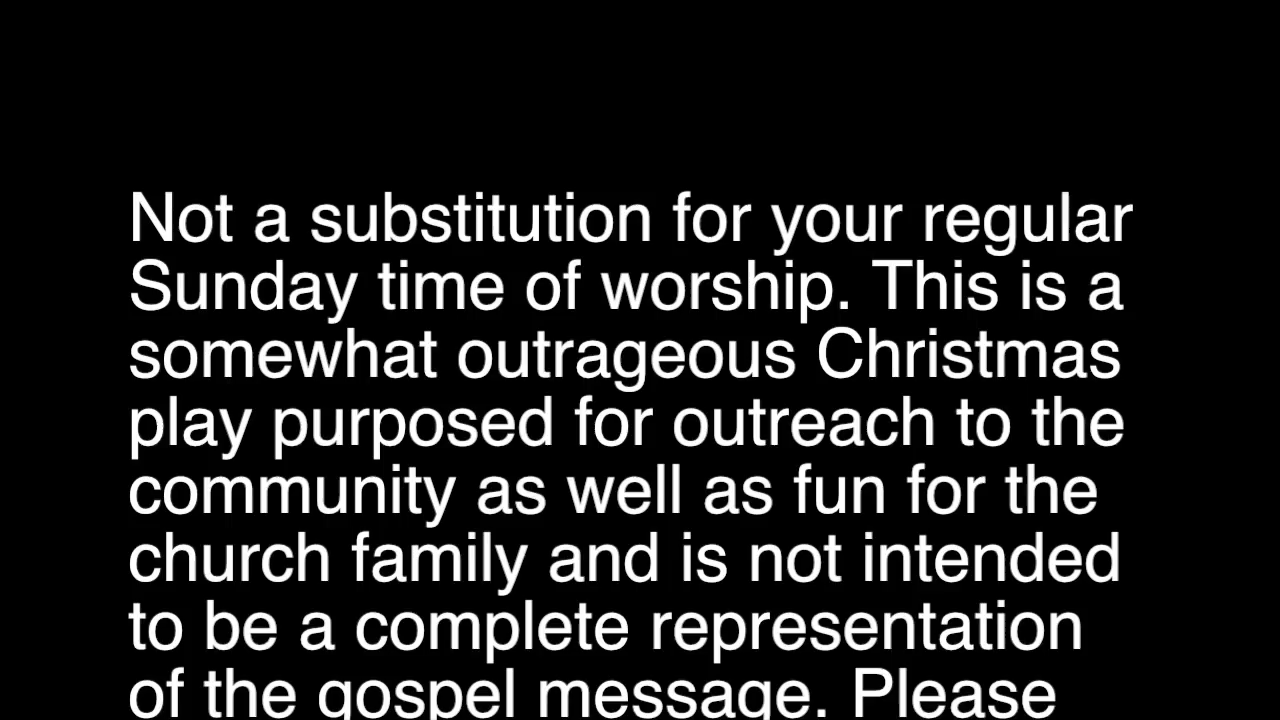 Not a substitution for your regular
Sunday time of worship. This is a
somewhat outrageous Christmas
play purposed for outreach to the
community as well as fun for the
church family and is not intended
to be a complete representation
of the gospel message. Please